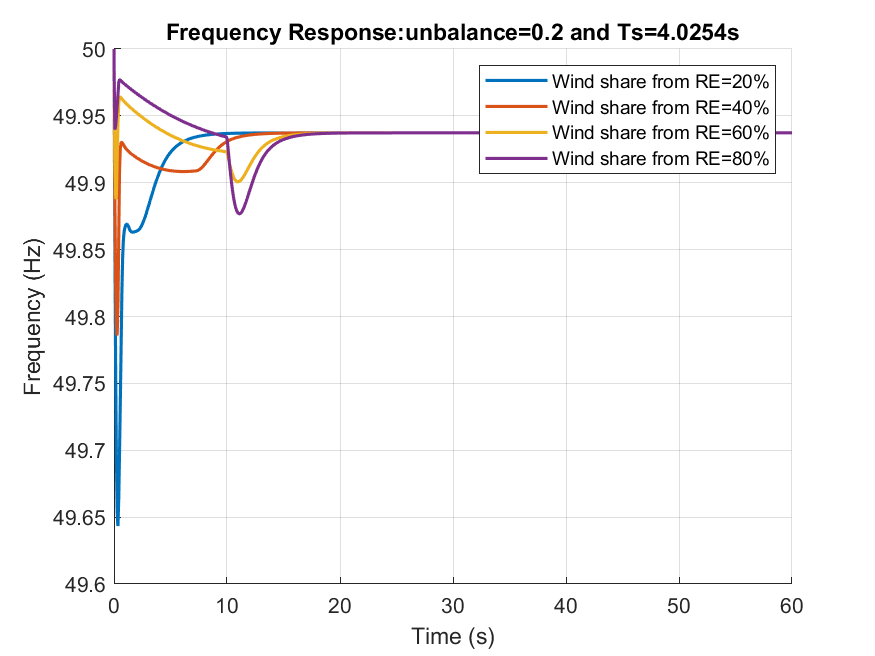 Frequency Response:unbalance=0.2 and Ts=4.0254s
50
49.95
49.9
49.85
49.8
49.75
49.7
49.65
49.6
Frequency (Hz)
Wind share from RE=20%
Wind share from RE=40%
Wind share from RE=60%
Wind share from RE=80%
0 10 20 30 40 50 60
Time (s)